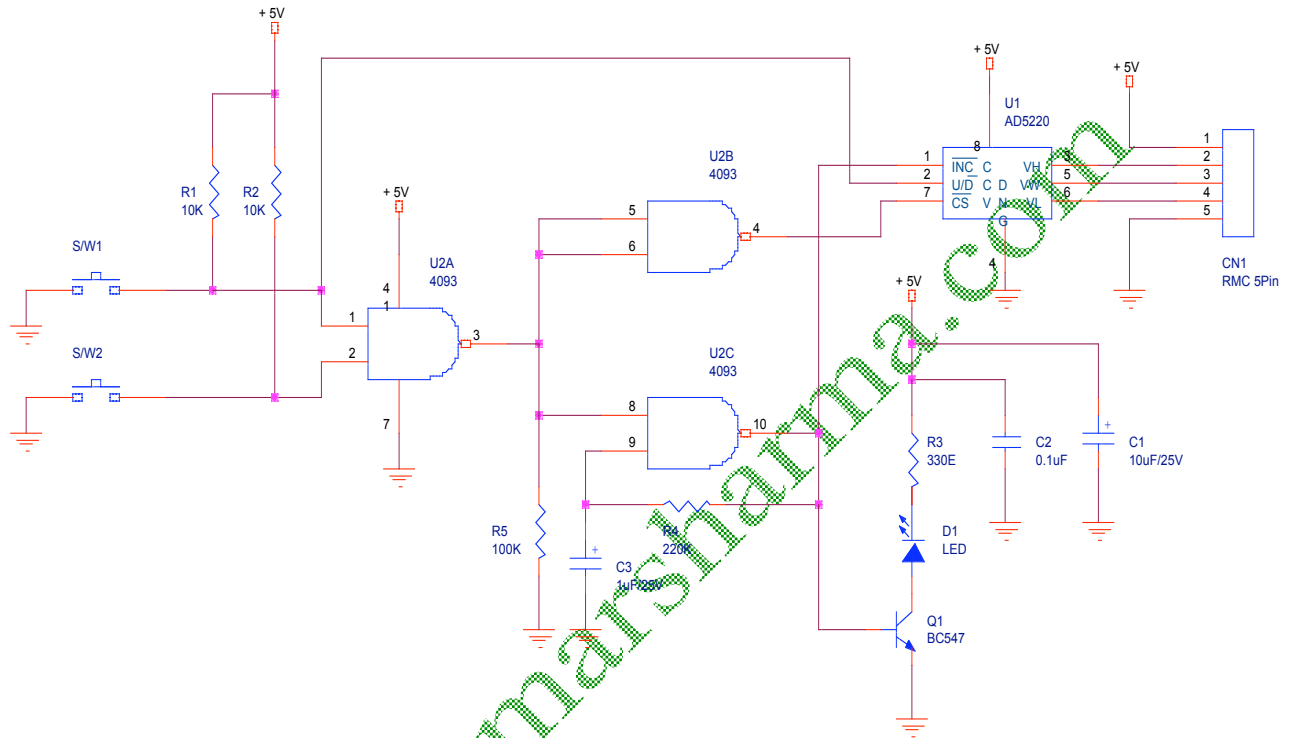 + 5V
R1
10K
R2
10K
S/W1
S/W2
+ 5V
4
1
U2A
4093
1
2
3
7
U2B
4093
5
6
4
U2C
4093
8
9
10
R5
100K
C3
1uF/25V
R4
220K
+ 5V
U1
AD5220
8
1
2
7
INC
U/D
CS
C
C
V
D
N
G
VH
VW
VL
3
5
6
4
+ 5V
1
2
3
4
5
CN1
RMC 5Pin
+ 5V
R3
330E
C2
0.1uF
C1
10uF/25V
D1
LED
Q1
BC547
marsharma.com